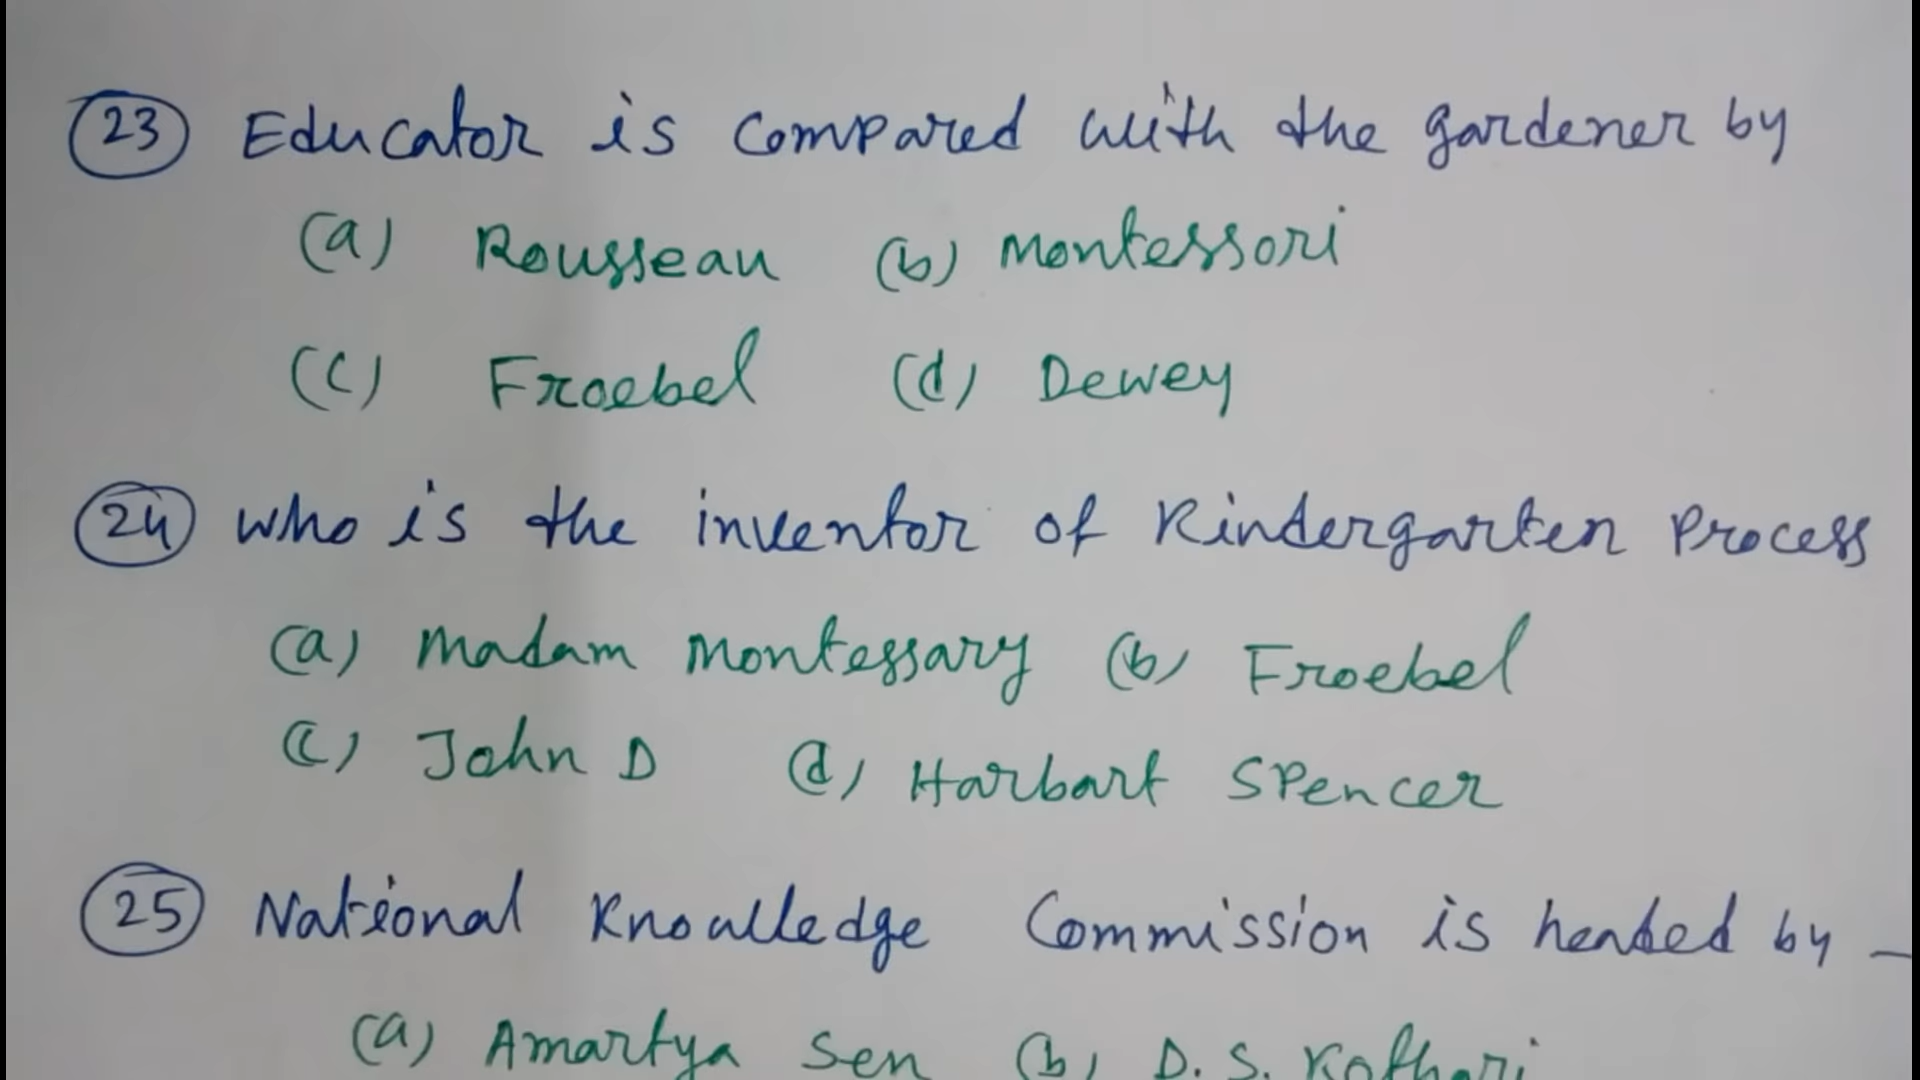 23 Educator is compared with the gardener by
(a) Rousseau (b) Montessori
(c) Froebel (d) Dewey
24 Who is the inventor of Kindergarten Process
(a) Madam Montessary (b) Froebel
(c) John D (d) Harbart Spencer
25 National Knowledge Commission is headed by —
(a) Amartya Sen (b) D. S. Kothari